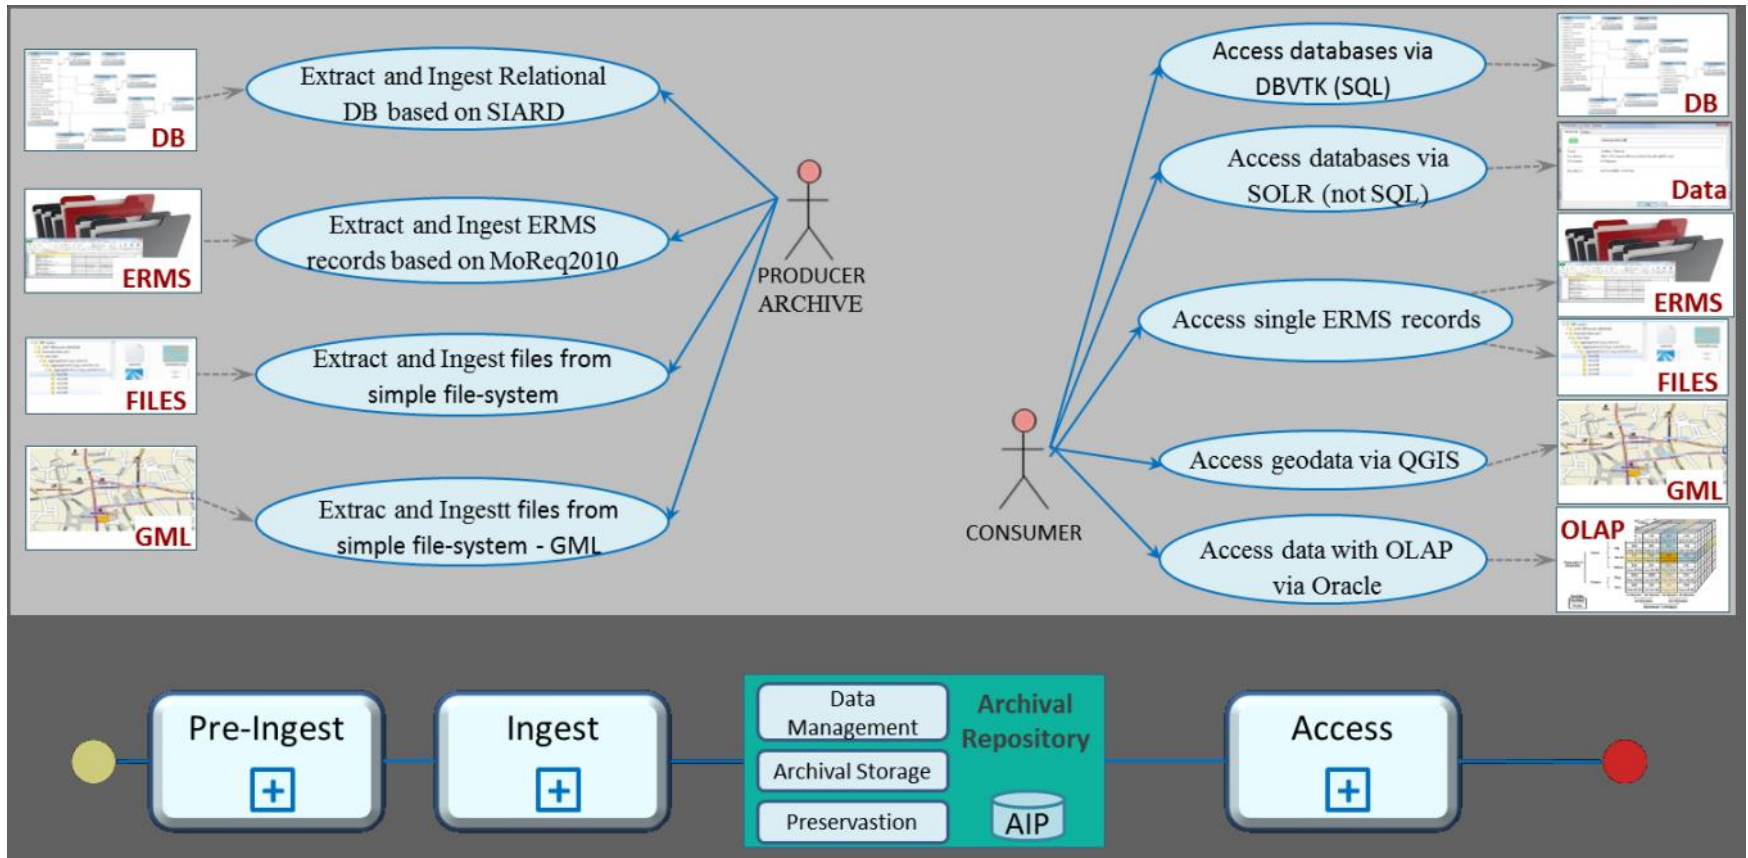 DB
Extract and Ingest Relational
DB based on SIARD
ERMS
Extract and Ingest ERMS
records based on MoReq2010
FILES
Extract and Ingest files from
simple file-system
GML
Extrac and Ingestt files from
simple file-system - GML
PRODUCER
ARCHIVE
CONSUMER
Access databases via
DBVTK (SQL)
DB
Access databases via
SOLR (not SQL)
Data
Access single ERMS records
ERMS
FILES
Access geodata via QGIS
GML
Access data with OLAP
via Oracle
OLAP
Pre-Ingest
Ingest
Data
Management
Archival Storage
Preservastion
Archival
Repository
AIP
Access